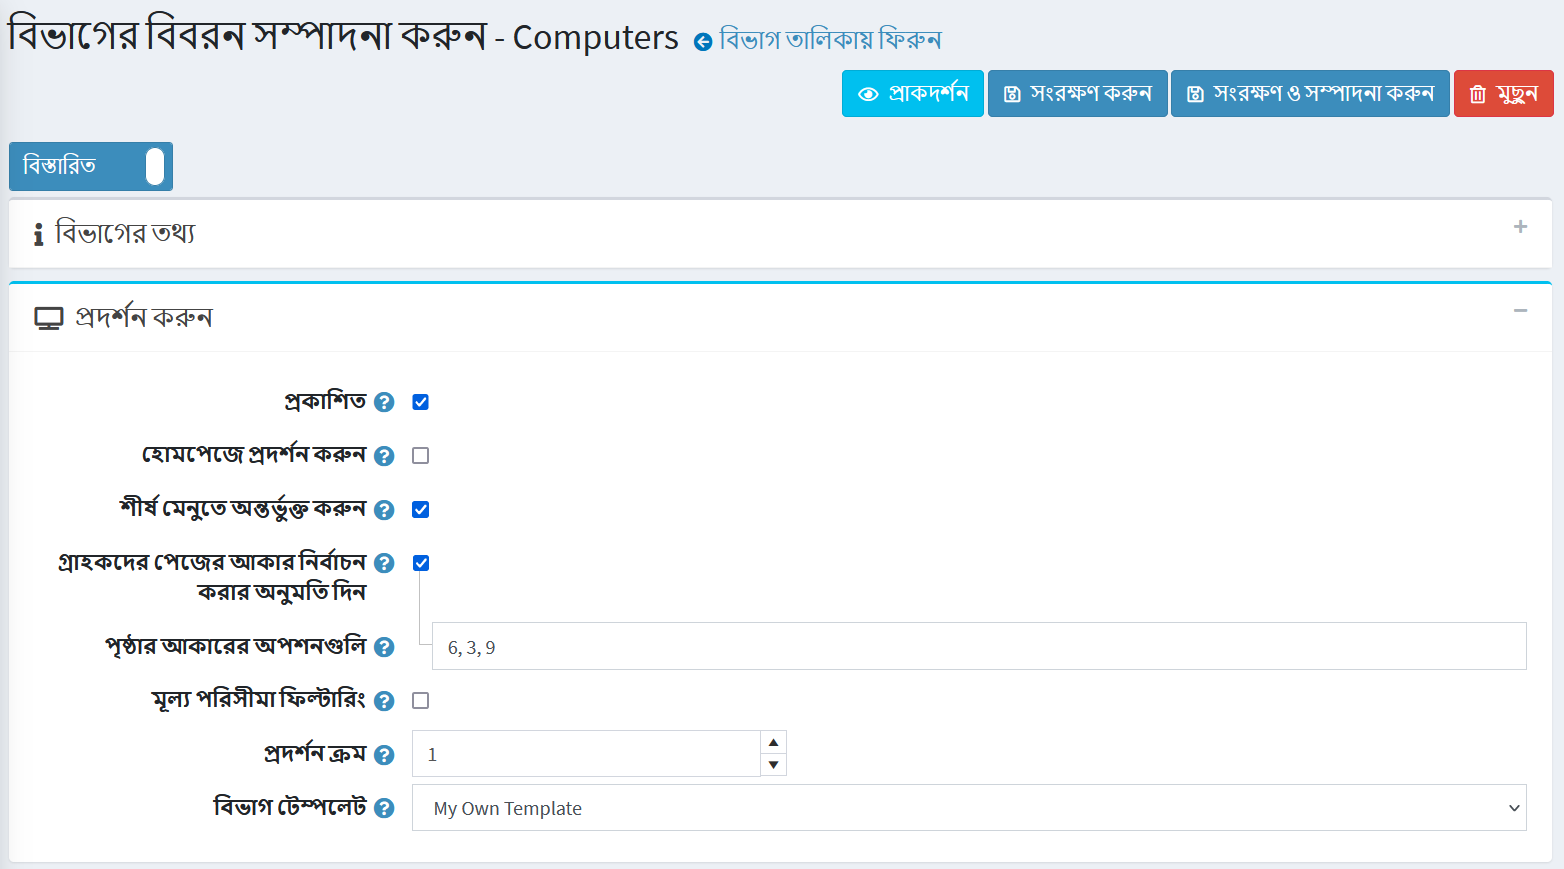 বিভাগের বিবরন সম্পাদনা করুন - Computers বিভাগ তালিকায় ফিরুন
প্রাকদর্শন সংরক্ষণ করুন সংরক্ষণ ও সম্পাদনা করুন মুছুন
বিস্তারিত
বিভাগের তথ্য
প্রদর্শন করুন
প্রকাশিত
হোমপেজে প্রদর্শন করুন
শীর্ষ মেনুতে অন্তর্ভুক্ত করুন
গ্রাহকদের পেজের আকার নির্বাচন
করার অনুমতি দিন
পৃষ্ঠার আকারের অপশনগুলি 6, 3, 9
মূল্য পরিসীমা ফিল্টারিং
প্রদর্শন ক্রম 1
বিভাগ টেম্পলেট My Own Template